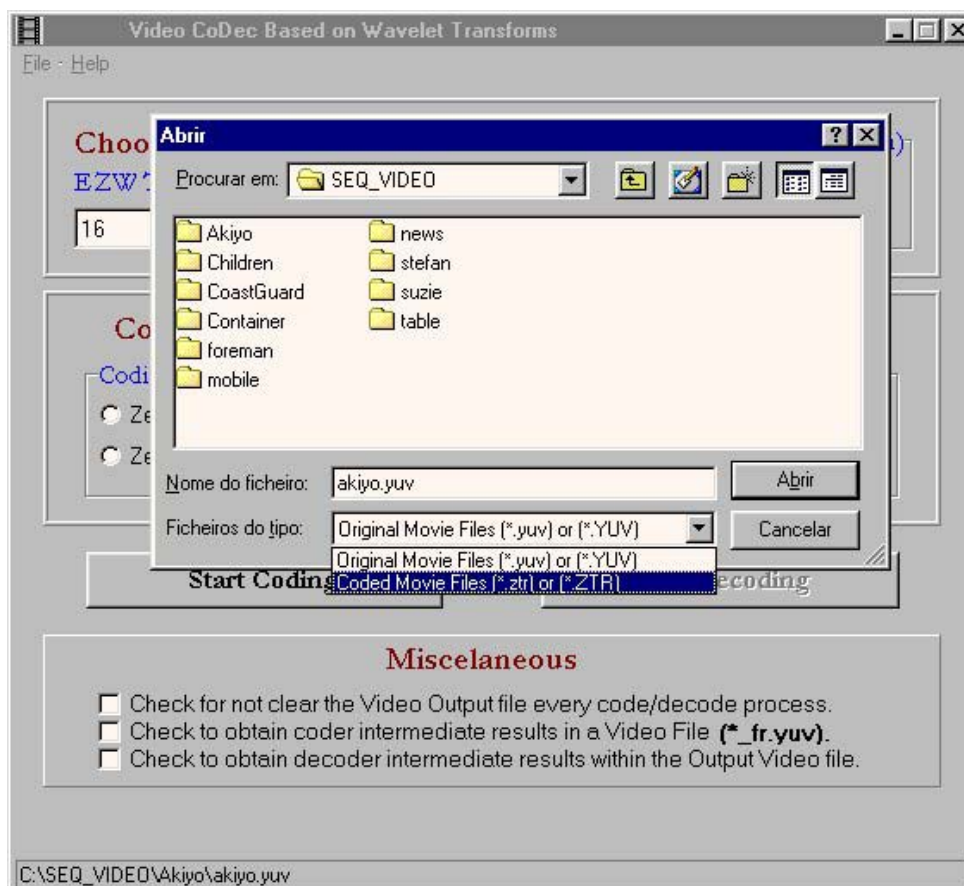 Video CoDec Based on Wavelet Transforms
File - Help
Choo
EZW T
16
Abrir
Procurar em: SEQ_VIDEO
Akiyo
Children
CoastGuard
Container
foreman
mobile
news
stefan
suzie
table
Co
Codi
Ze
Ze
Nome do ficheiro: akiyo.yuv
Abrir
Ficheiros do tipo: Original Movie Files (*.yuv) or (*.YUV)
Cancelar
Original Movie Files (*.yuv) or (*.YUV)
Coded Movie Files (*.ztr) or (*.ZTR)
Start Coding
ecoding
Miscelaneous
Check for not clear the Video Output file every code/decode process.
Check to obtain coder intermediate results in a Video File (*_fr.yuv).
Check to obtain decoder intermediate results within the Output Video file.
C:\SEQ_VIDEO\Akiyo\akiyo.yuv